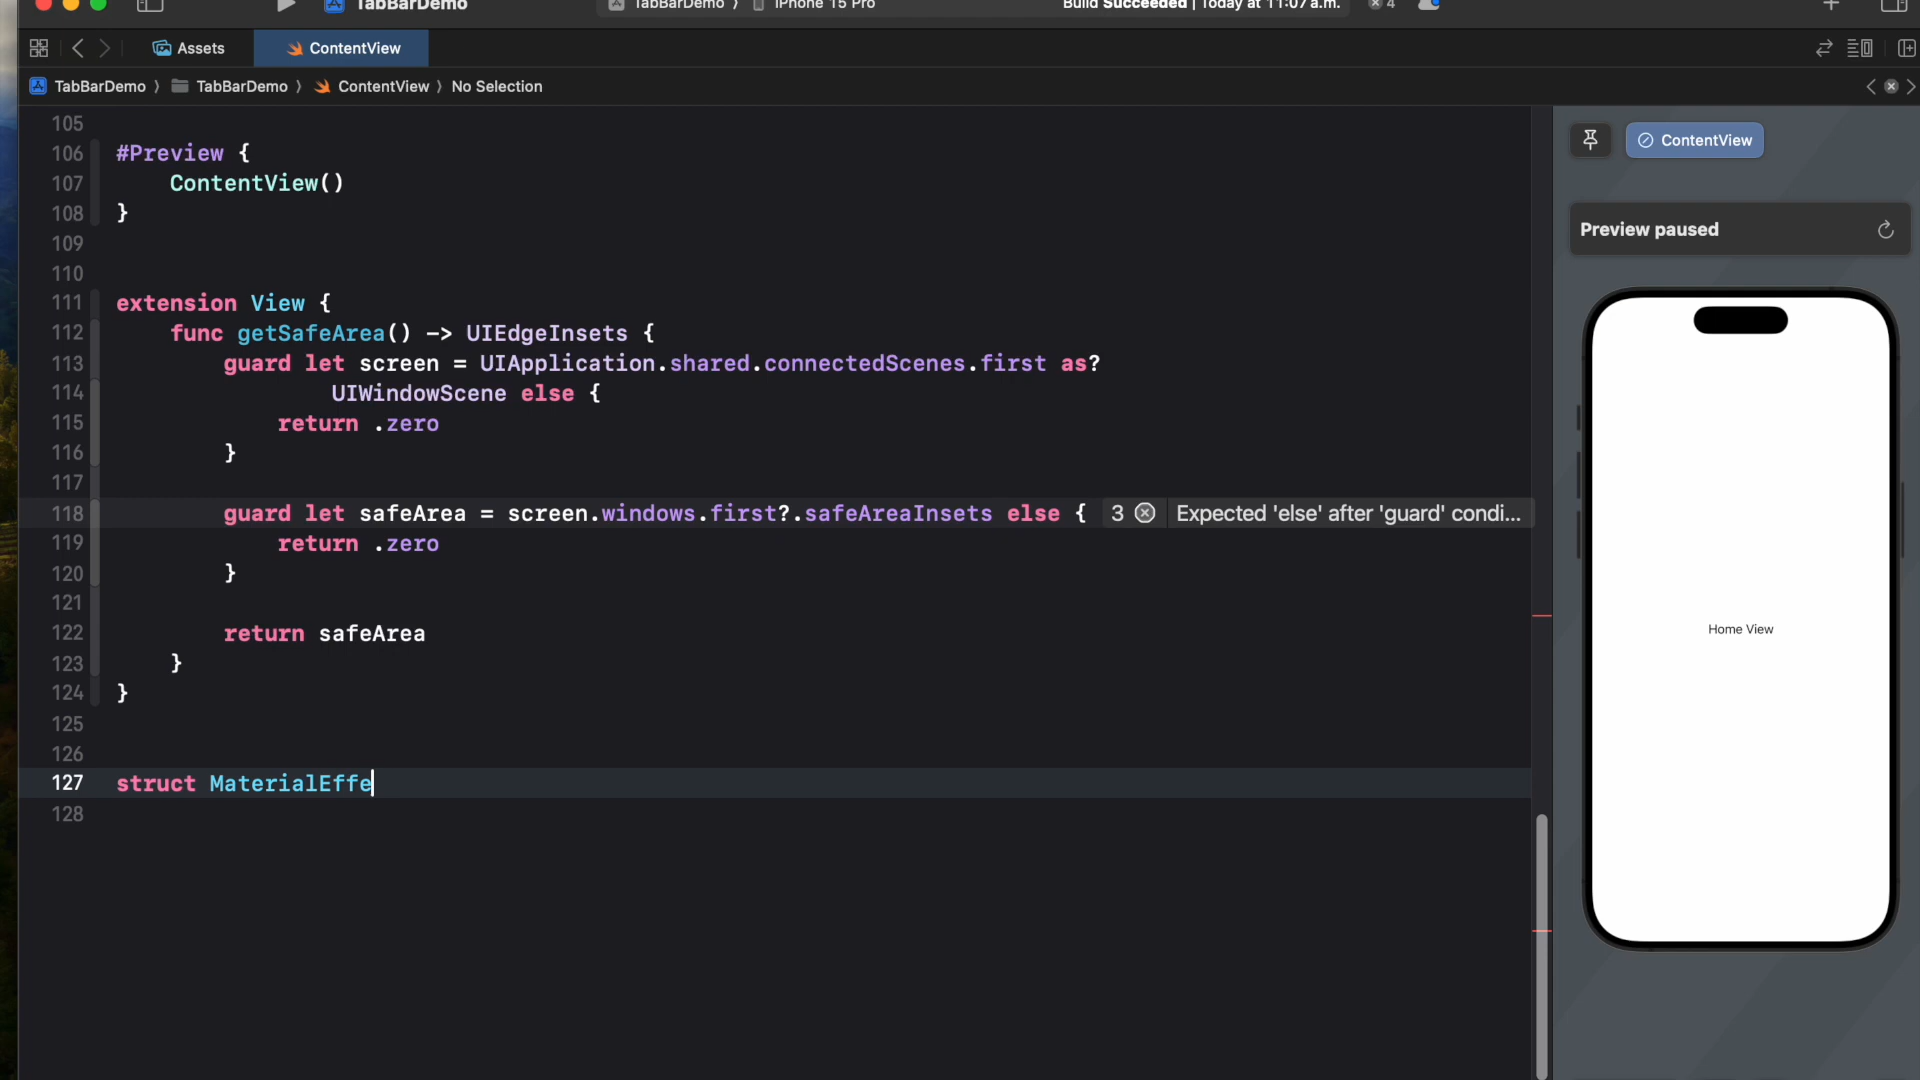 TabBarDemo
TabBarDemo 〉 iPhone 15 Pro
Build Succeeded | Today at 11:07 a.m.
4
Assets
ContentView
TabBarDemo 〉 TabBarDemo 〉 ContentView 〉 No Selection
105
106 #Preview {
107 ContentView()
108 }
109
110
111 extension View {
112 func getSafeArea() -> UIEdgeInsets {
113 guard let screen = UIApplication.shared.connectedScenes.first as?
114 UIWindowScene else {
115 return .zero
116 }
117
118 guard let safeArea = screen.windows.first?.safeAreaInsets else { 3 Expected 'else' after 'guard' condi...
119 return .zero
120 }
121
122 return safeArea
123 }
124 }
125
126
127 struct MaterialEffe
128
ContentView
Preview paused
Home View